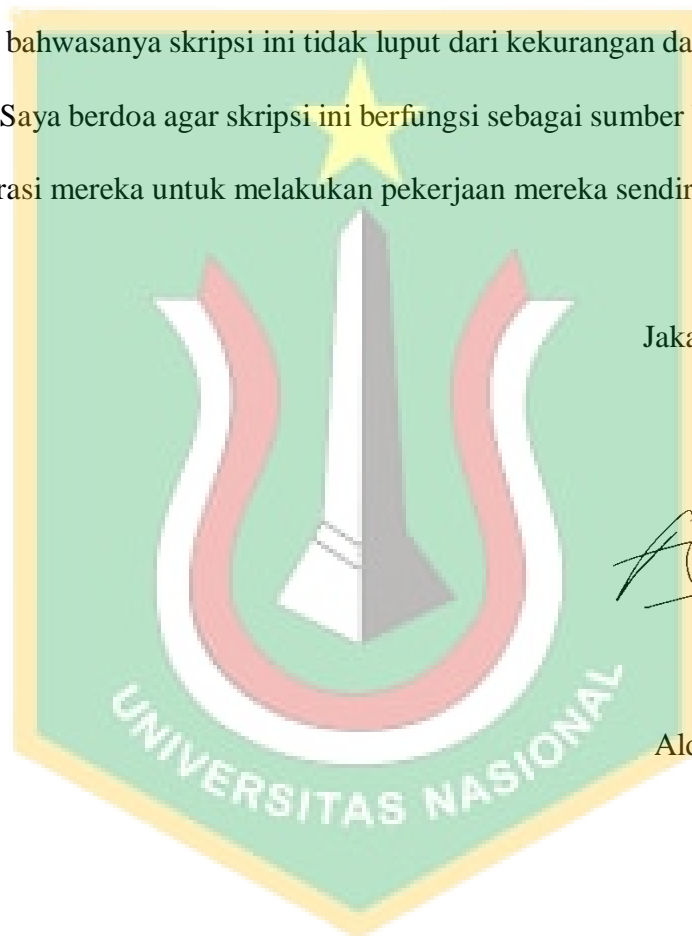 bahwasanya skripsi ini tidak luput dari kekurangan da
Saya berdoa agar skripsi ini berfungsi sebagai sumber
rasi mereka untuk melakukan pekerjaan mereka sendir
Jaka
UNIVERSITAS NASIONAL